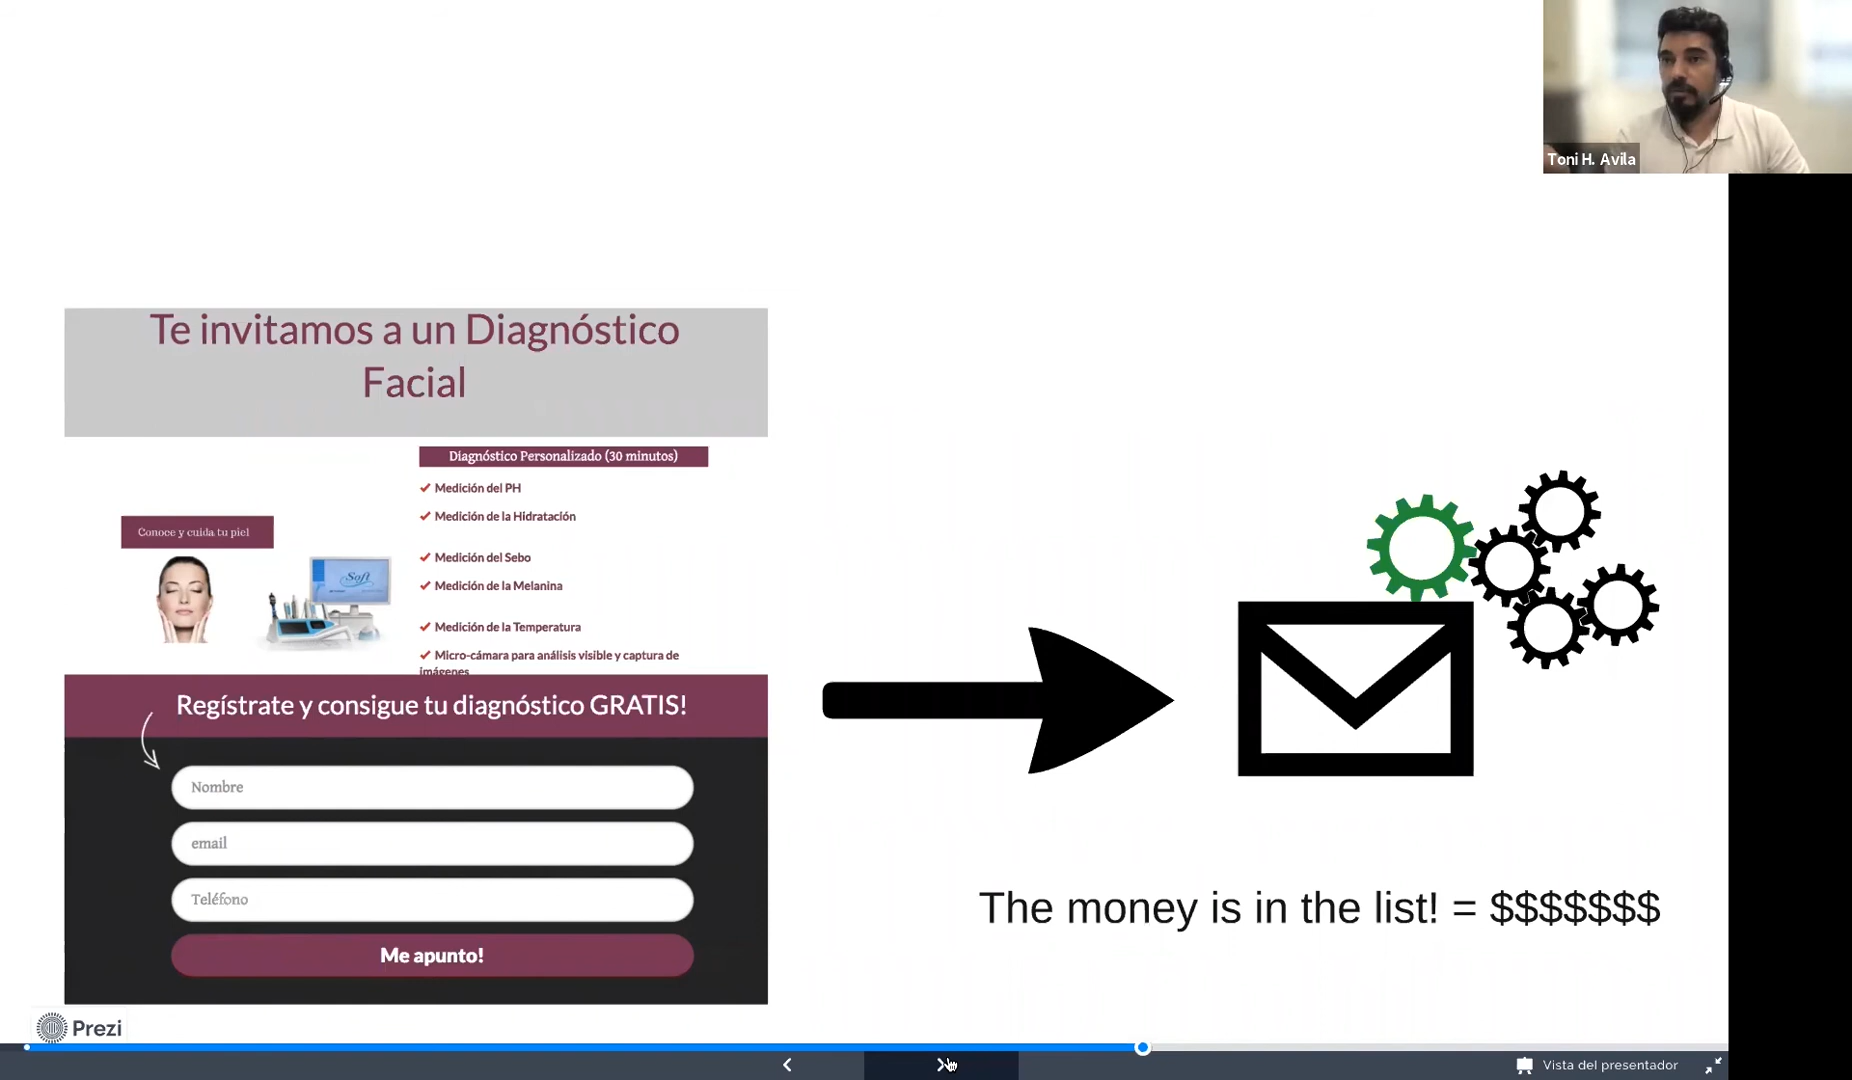 Toni H. Avila
Te invitamos a un Diagnóstico
Facial
Diagnóstico Personalizado (30 minutos)
✔ Medición del PH
✔ Medición de la Hidratación
Conoce y cuida tu piel
✔ Medición del Sebo
Soft
✔ Medición de la Melanina
✔ Medición de la Temperatura
✔ Micro-cámara para análisis visible y captura de
imágenes
Regístrate y consigue tu diagnóstico GRATIS!
Nombre
email
Teléfono
Me apunto!
The money is in the list! = $$$$$$$
Prezi
Vista del presentador